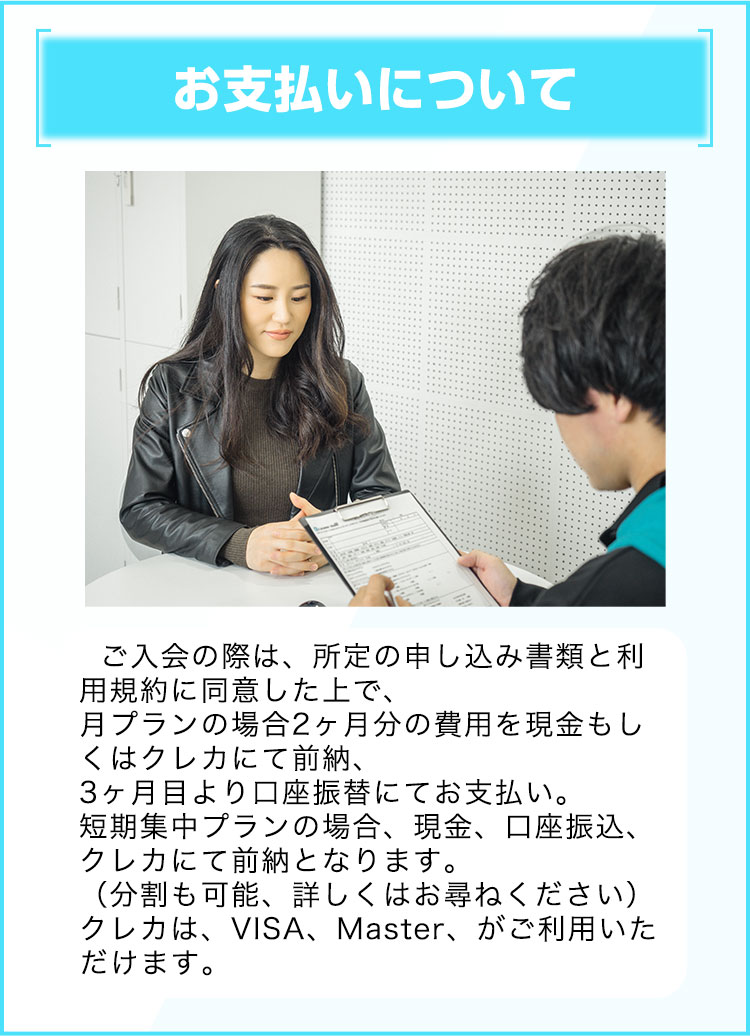 お支払いについて
ご入会の際は、所定の申し込み書類と利
用規約に同意した上で、
月プランの場合2ヶ月分の費用を現金もし
くはクレカにて前納、
3ヶ月目より口座振替にてお支払い。
短期集中プランの場合、現金、口座振込、
クレカにて前納となります。
（分割も可能、詳しくはお尋ねください）
クレカは、VISA、Master、がご利用いた
だけます。